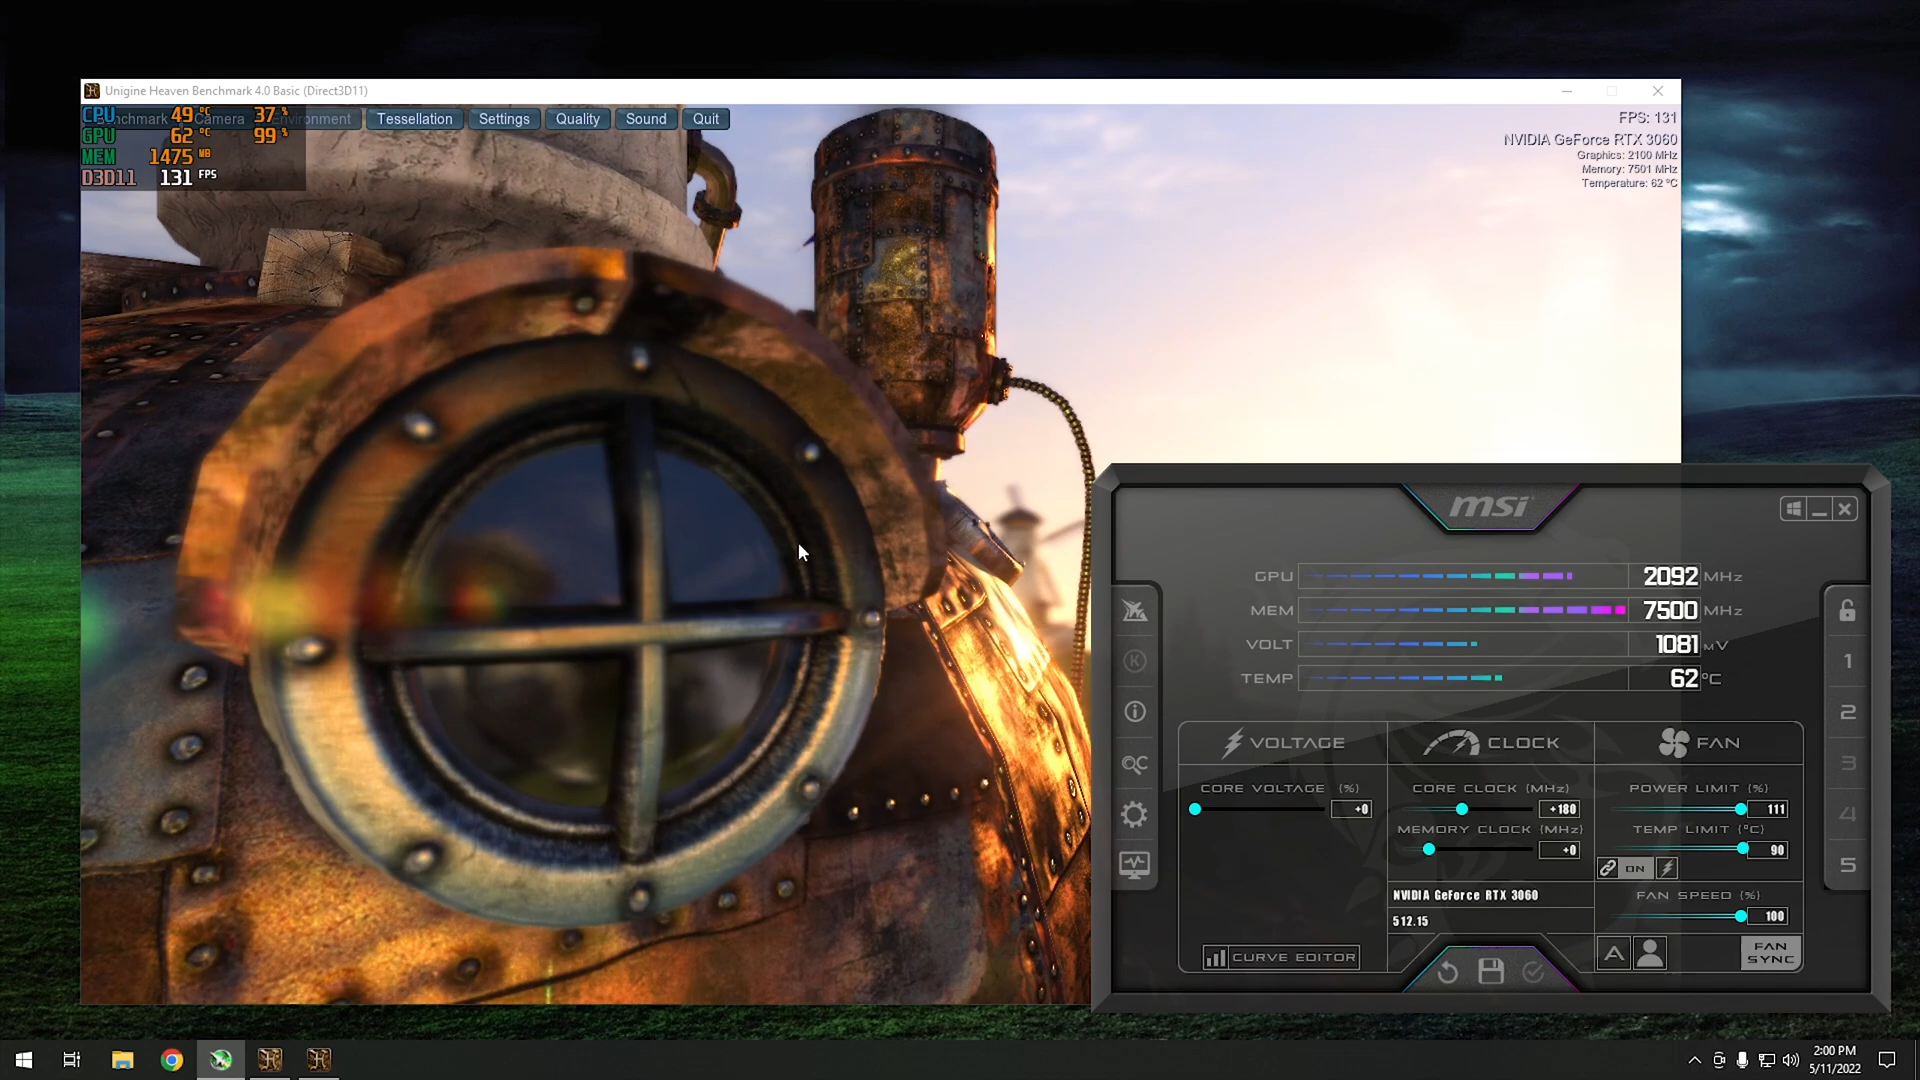 Unigine Heaven Benchmark 4.0 Basic (Direct3D11)
CPU 49 °C 37 %
GPU 62 °C 99 %
MEM 1475 MB
D3D11 131 FPS
Benchmark Camera Environment Tessellation Settings Quality Sound Quit
FPS: 131
NVIDIA GeForce RTX 3060
Graphics: 2100 MHz
Memory: 7501 MHz
Temperature: 62 °C
msi
GPU 2092 MHz
MEM 7500 MHz
VOLT 1081 MV
TEMP 62 °C
VOLTAGE
CORE VOLTAGE (%)
+0
CURVE EDITOR
CLOCK
CORE CLOCK (MHz)
+180
MEMORY CLOCK (MHz)
+0
NVIDIA GeForce RTX 3060
512.15
FAN
POWER LIMIT (%)
111
TEMP LIMIT (°C)
90
ON
FAN SPEED (%)
100
A
FAN SYNC
K
OC
1
2
3
4
5
2:00 PM
5/11/2022